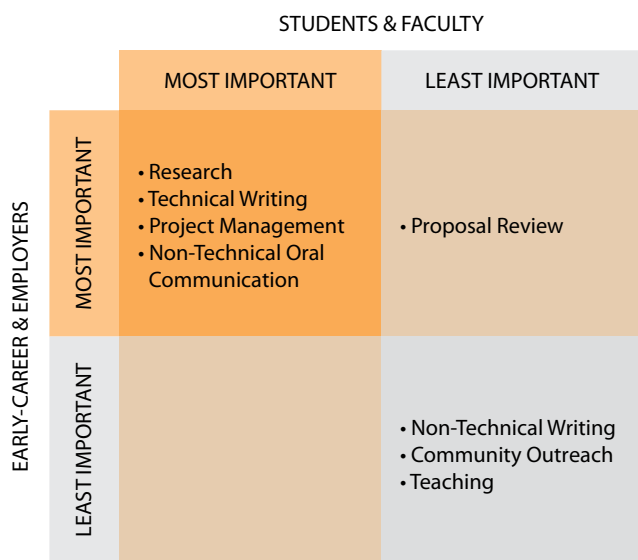 STUDENTS & FACULTY
MOST IMPORTANT
LEAST IMPORTANT
EARLY-CAREER & EMPLOYERS
MOST IMPORTANT
• Research
• Technical Writing
• Project Management
• Non-Technical Oral
Communication
• Proposal Review
LEAST IMPORTANT
• Non-Technical Writing
• Community Outreach
• Teaching